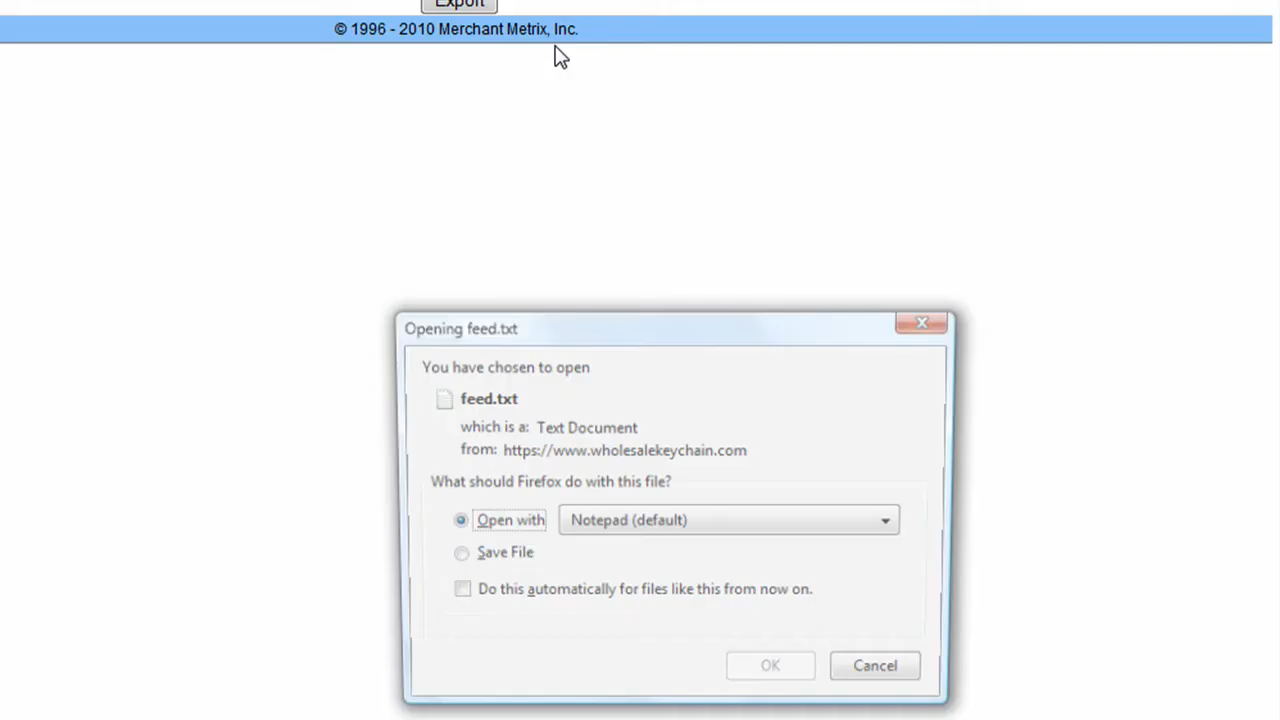 Export
© 1996 - 2010 Merchant Metrix, Inc.
Opening feed.txt
You have chosen to open
feed.txt
which is a: Text Document
from: https://www.wholesalekeychain.com
What should Firefox do with this file?
Open with Notepad (default)
Save File
Do this automatically for files like this from now on.
OK Cancel